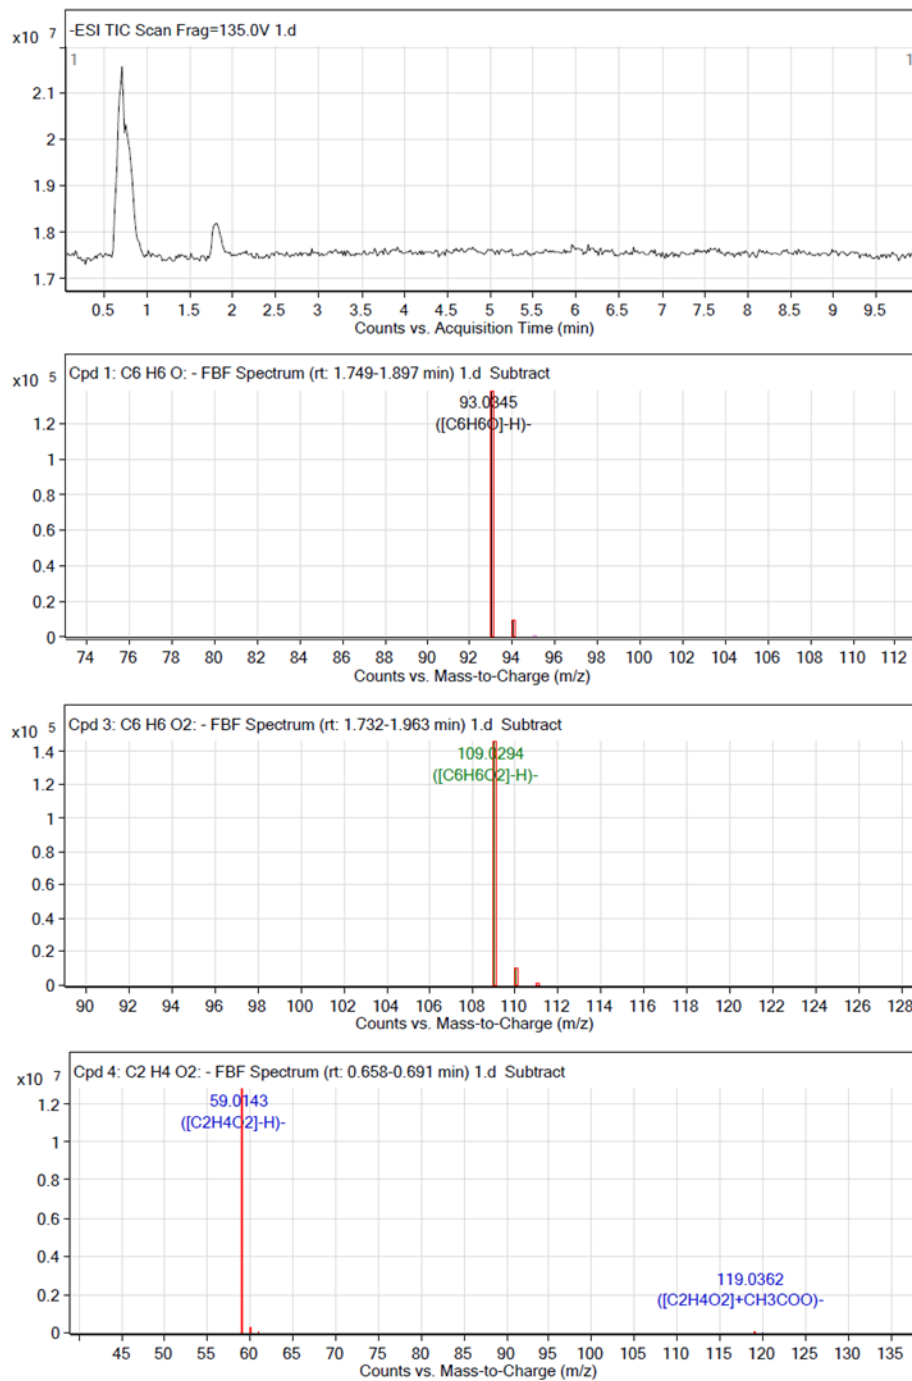 x10 7
-ESI TIC Scan Frag=135.0V 1.d
1 1
2.1
2
1.9
1.8
1.7
0.5 1 1.5 2 2.5 3 3.5 4 4.5 5 5.5 6 6.5 7 7.5 8 8.5 9 9.5
Counts vs. Acquisition Time (min)
x10 5
Cpd 1: C6 H6 O: - FBF Spectrum (rt: 1.749-1.897 min) 1.d Subtract
93.0345
([C6H6O]-H)-
1.2
1
0.8
0.6
0.4
0.2
0
74 76 78 80 82 84 86 88 90 92 94 96 98 100 102 104 106 108 110 112
Counts vs. Mass-to-Charge (m/z)
x10 5
Cpd 3: C6 H6 O2: - FBF Spectrum (rt: 1.732-1.963 min) 1.d Subtract
109.0294
([C6H6O2]-H)-
1.4
1.2
1
0.8
0.6
0.4
0.2
0
90 92 94 96 98 100 102 104 106 108 110 112 114 116 118 120 122 124 126 128
Counts vs. Mass-to-Charge (m/z)
x10 7
Cpd 4: C2 H4 O2: - FBF Spectrum (rt: 0.658-0.691 min) 1.d Subtract
59.0143
([C2H4O2]-H)-
1.2
1
0.8
0.6
0.4
0.2
0
119.0362
([C2H4O2]+CH3COO)-
45 50 55 60 65 70 75 80 85 90 95 100 105 110 115 120 125 130 135
Counts vs. Mass-to-Charge (m/z)